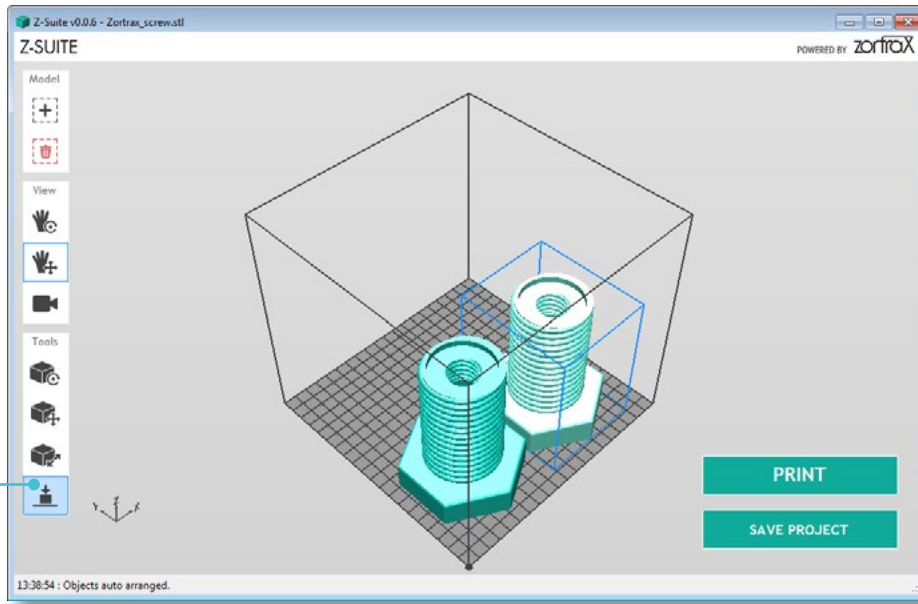 Z-Suite v0.0.6 - Zortrax_screw.stl
Z-SUITE
POWERED BY zortrax
Model
View
Tools
Z
Y
X
PRINT
SAVE PROJECT
13:38:54 : Objects auto arranged.